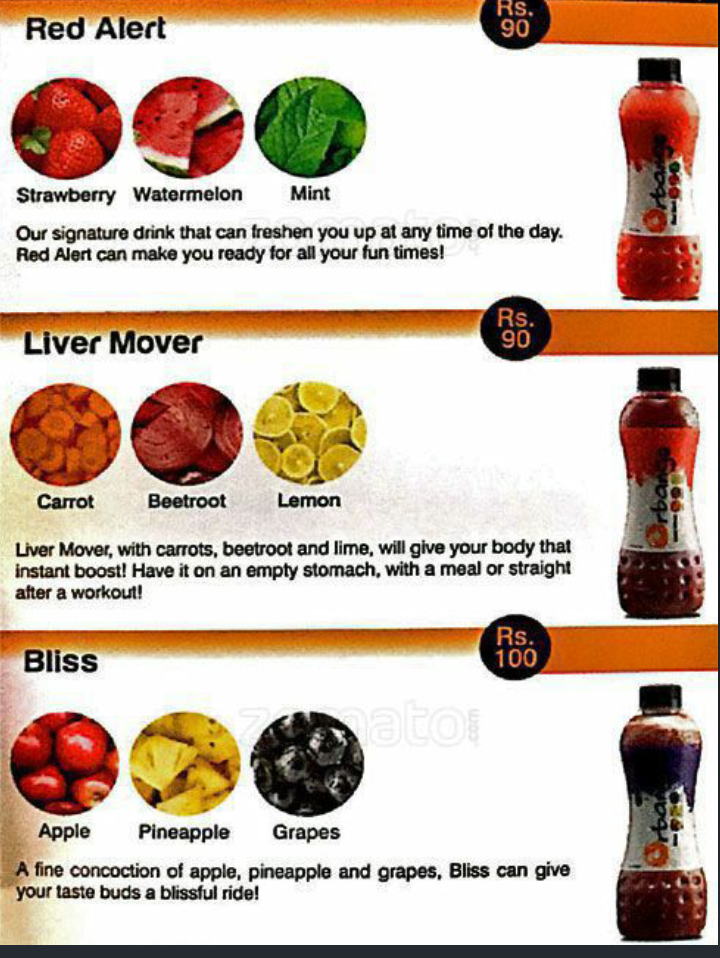 Rs.
90
Red Alert
Strawberry Watermelon Mint
Our signature drink that can freshen you up at any time of the day.
Red Alert can make you ready for all your fun times!
Rs.
90
Liver Mover
Carrot Beetroot Lemon
Orbange
Liver Mover, with carrots, beetroot and lime, will give your body that
instant boost! Have it on an empty stomach, with a meal or straight
after a workout!
Rs.
100
Bliss
zomato.com
Apple Pineapple Grapes
A fine concoction of apple, pineapple and grapes, Bliss can give
your taste buds a blissful ride!